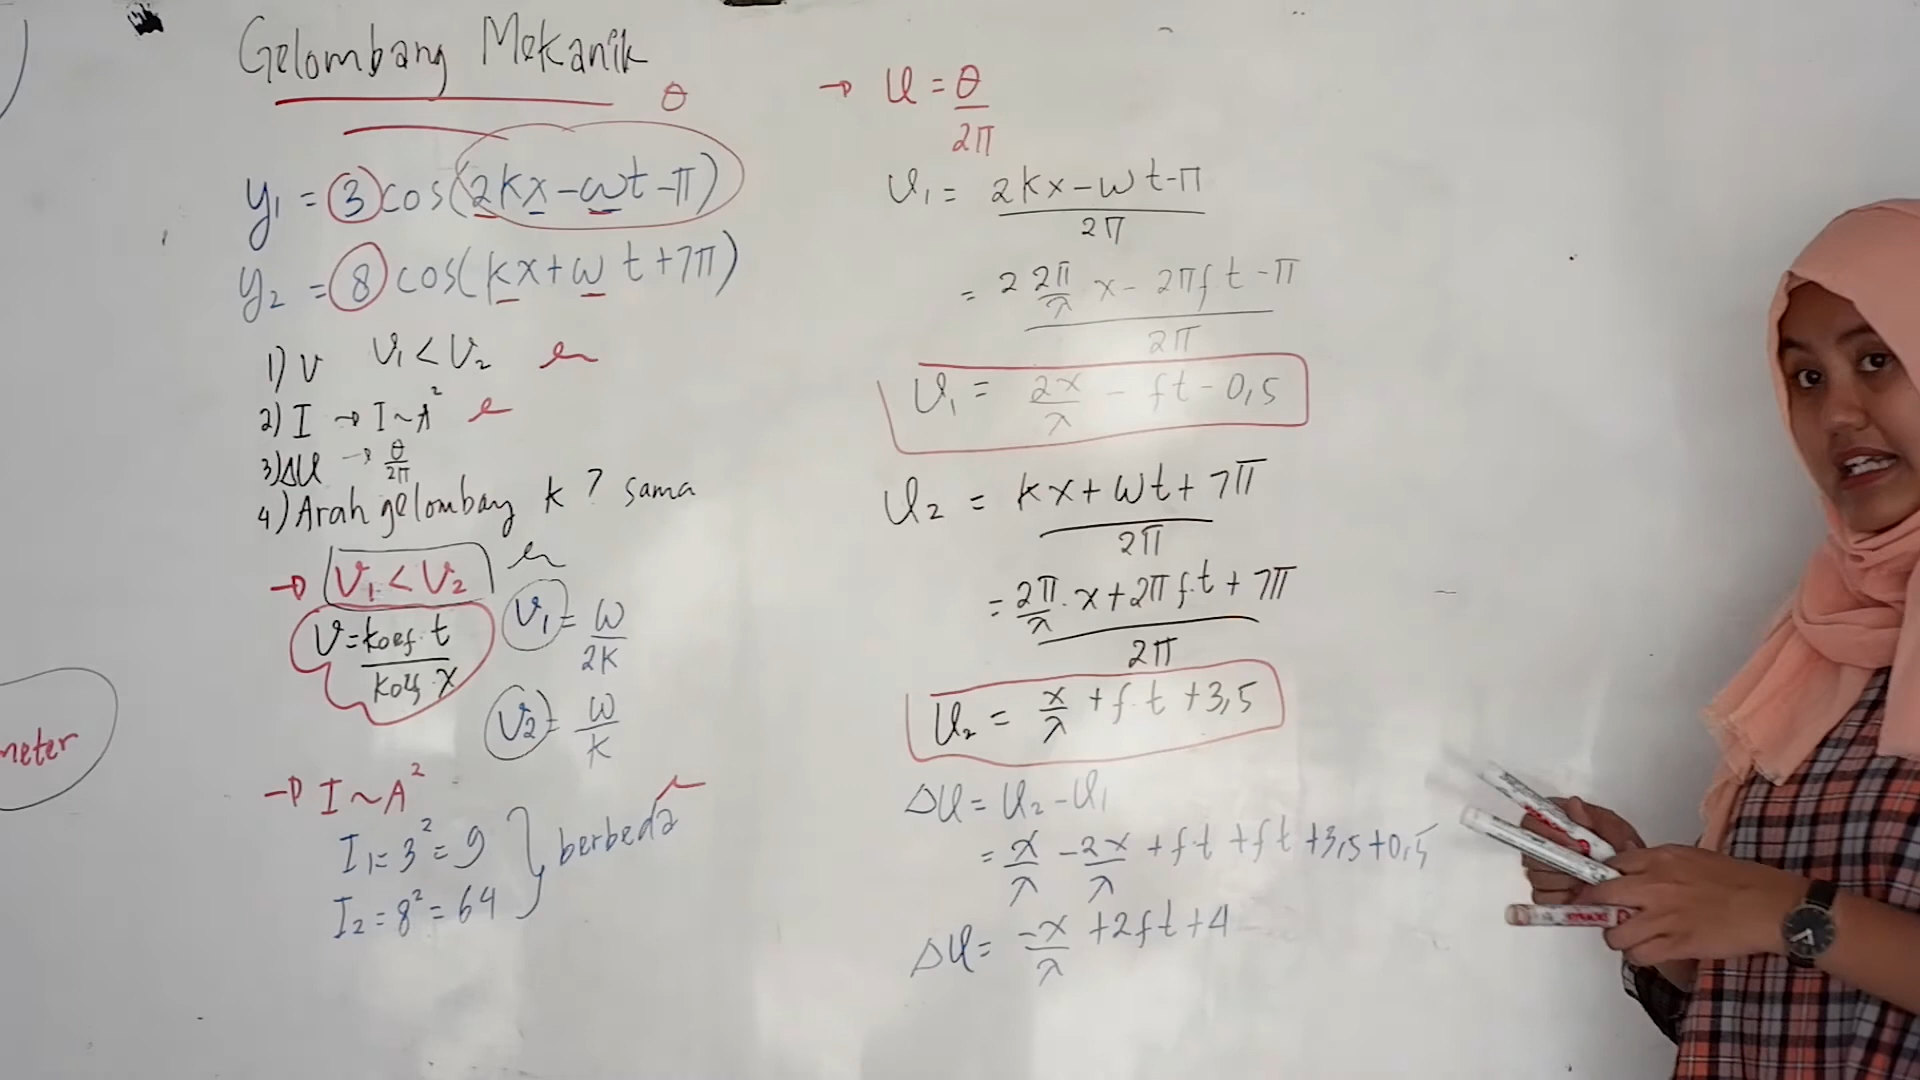 Gelombang Mekanik
θ
y₁ = 3 cos(2kx-ωt-π)
y₂ = 8 cos(kx+ωt+7π)
1) v v₁ < v₂
2) I → I~A²
3) Δφ → θ/2π
4) Arah gelombang k? sama
→ v₁ < v₂
v = koef. t / koef. x
v₁ = ω/2k
v₂ = ω/k
→ I~A²
I₁ = 3² = 9
I₂ = 8² = 64
berbeda
→ φ = θ/2π
φ₁ = 2kx-ωt-π / 2π
= 2 2π/λ x - 2πft - π / 2π
φ₁ = 2x/λ - ft - 0,5
φ₂ = kx+ωt+7π / 2π
= 2π/λ . x + 2πf.t + 7π / 2π
φ₂ = x/λ + f.t + 3,5
Δφ = φ₂ - φ₁
= x/λ - 2x/λ + f.t + ft + 3,5 + 0,5
Δφ = -x/λ + 2ft + 4
meter